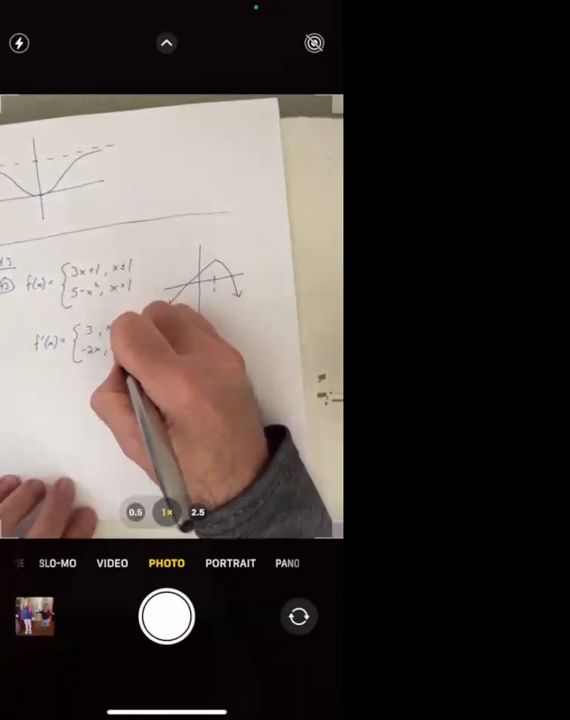 f(x) = { 3x+1 , x≤1
5-x², x>1
f'(x) = { 3 ,
-2x ,
0.5 1× 2.5
SLO-MO VIDEO PHOTO PORTRAIT PANO